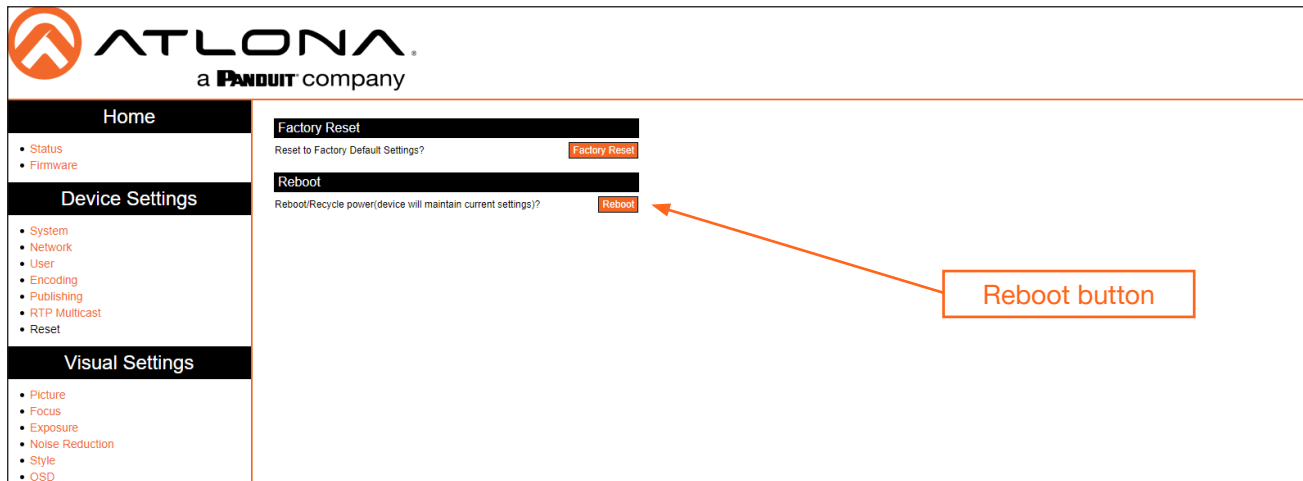 ATLONA®
a PANDUIT™ company
Home
• Status
• Firmware
Device Settings
• System
• Network
• User
• Encoding
• Publishing
• RTP Multicast
• Reset
Visual Settings
• Picture
• Focus
• Exposure
• Noise Reduction
• Style
• OSD
Factory Reset
Reset to Factory Default Settings? Factory Reset
Reboot
Reboot/Recycle power(device will maintain current settings)? Reboot
Reboot button